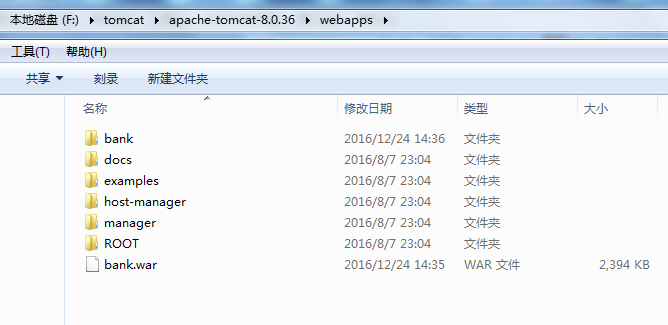 本地磁盘 (F:) tomcat apache-tomcat-8.0.36 webapps
工具(T) 帮助(H)
共享 刻录 新建文件夹
名称 修改日期 类型 大小
bank 2016/12/24 14:36 文件夹
docs 2016/8/7 23:04 文件夹
examples 2016/8/7 23:04 文件夹
host-manager 2016/8/7 23:04 文件夹
manager 2016/8/7 23:04 文件夹
ROOT 2016/8/7 23:04 文件夹
bank.war 2016/12/24 14:35 WAR 文件 2,394 KB